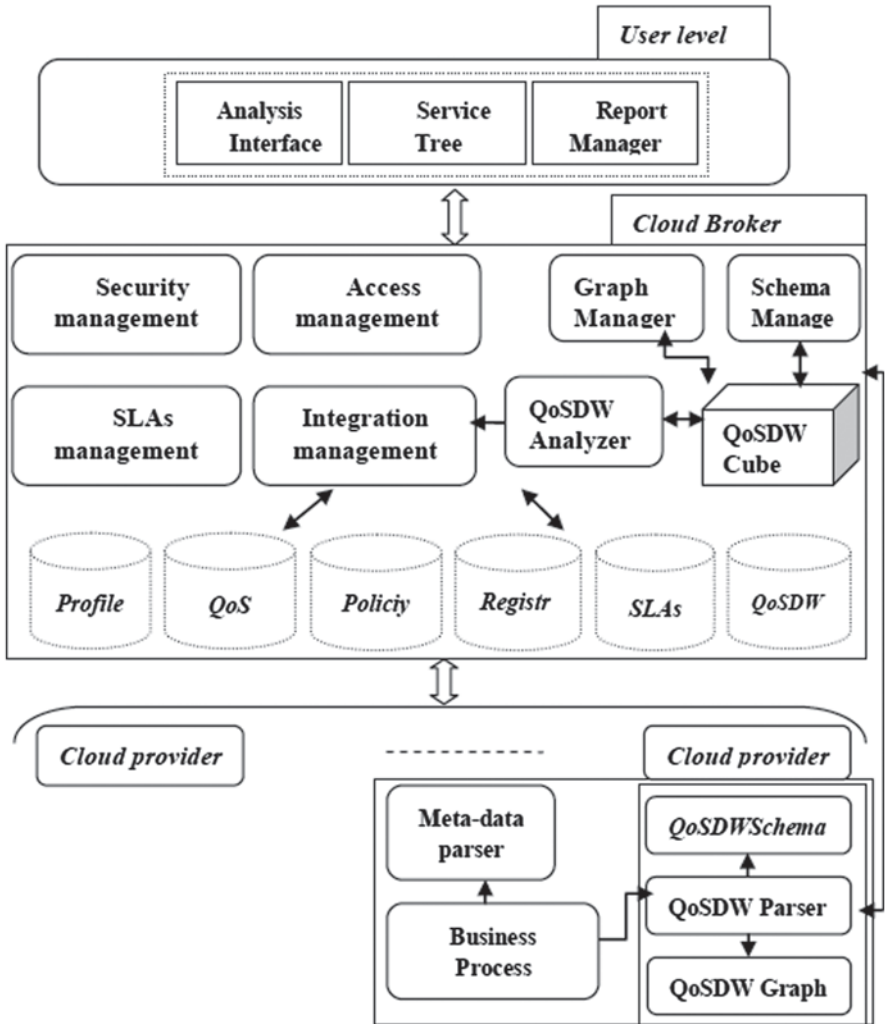 User level
Analysis
Interface
Service
Tree
Report
Manager
Cloud Broker
Security
management
Access
management
Graph
Manager
Schema
Manage
SLAs
management
Integration
management
QoSDW
Analyzer
QoSDW
Cube
Profile
QoS
Policiy
Registr
SLAs
QoSDW
Cloud provider
Cloud provider
Meta-data
parser
QoSDWSchema
Business
Process
QoSDW Parser
QoSDW Graph